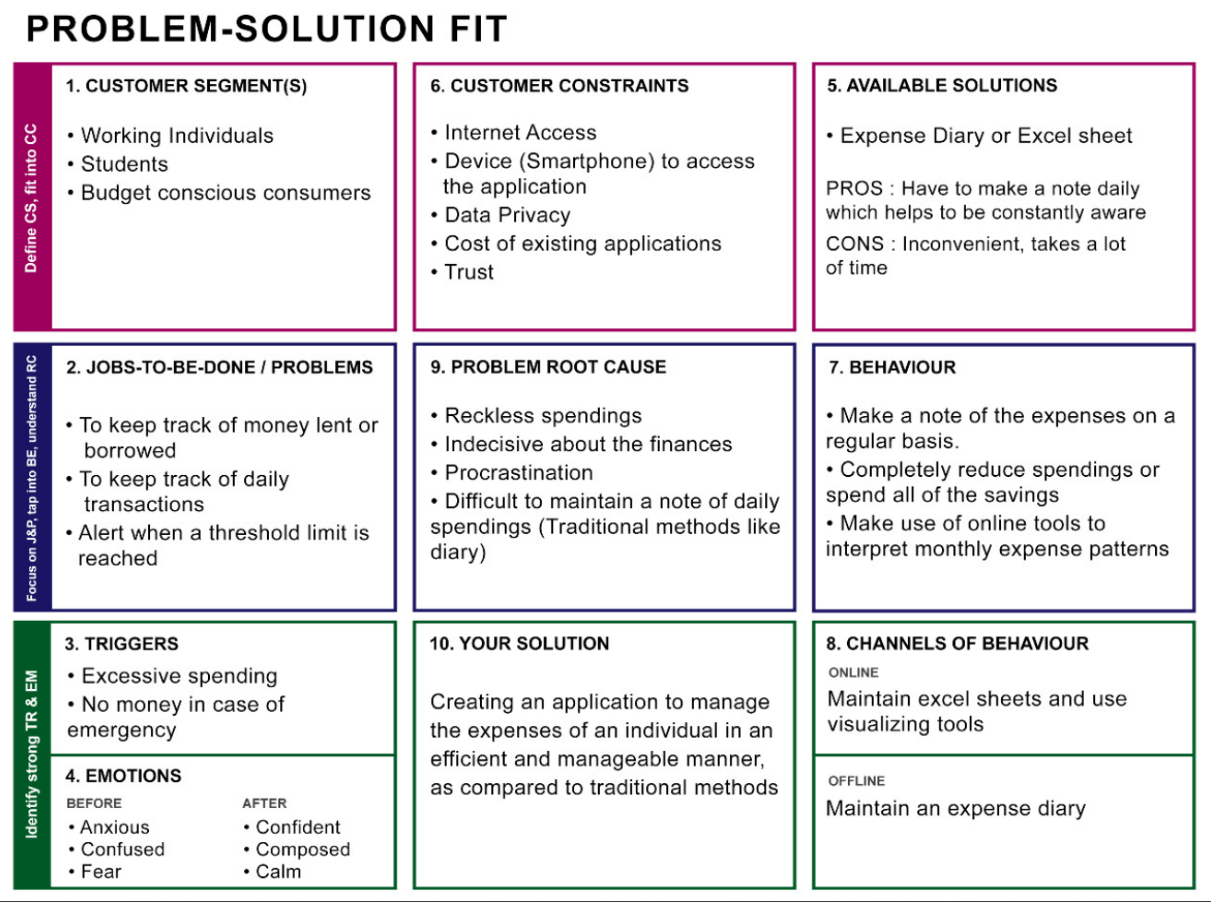 PROBLEM-SOLUTION FIT
Define CS, fit into CC
1. CUSTOMER SEGMENT(S)
• Working Individuals
• Students
• Budget conscious consumers
6. CUSTOMER CONSTRAINTS
• Internet Access
• Device (Smartphone) to access
the application
• Data Privacy
• Cost of existing applications
• Trust
5. AVAILABLE SOLUTIONS
• Expense Diary or Excel sheet
PROS : Have to make a note daily
which helps to be constantly aware
CONS : Inconvenient, takes a lot
of time
Focus on J&P, tap into BE, understand RC
2. JOBS-TO-BE-DONE / PROBLEMS
• To keep track of money lent or
borrowed
• To keep track of daily
transactions
• Alert when a threshold limit is
reached
9. PROBLEM ROOT CAUSE
• Reckless spendings
• Indecisive about the finances
• Procrastination
• Difficult to maintain a note of daily
spendings (Traditional methods like
diary)
7. BEHAVIOUR
• Make a note of the expenses on a
regular basis.
• Completely reduce spendings or
spend all of the savings
• Make use of online tools to
interpret monthly expense patterns
Identify strong TR & EM
3. TRIGGERS
• Excessive spending
• No money in case of
emergency
4. EMOTIONS
BEFORE
• Anxious
• Confused
• Fear
AFTER
• Confident
• Composed
• Calm
10. YOUR SOLUTION
Creating an application to manage
the expenses of an individual in an
efficient and manageable manner,
as compared to traditional methods
8. CHANNELS OF BEHAVIOUR
ONLINE
Maintain excel sheets and use
visualizing tools
OFFLINE
Maintain an expense diary